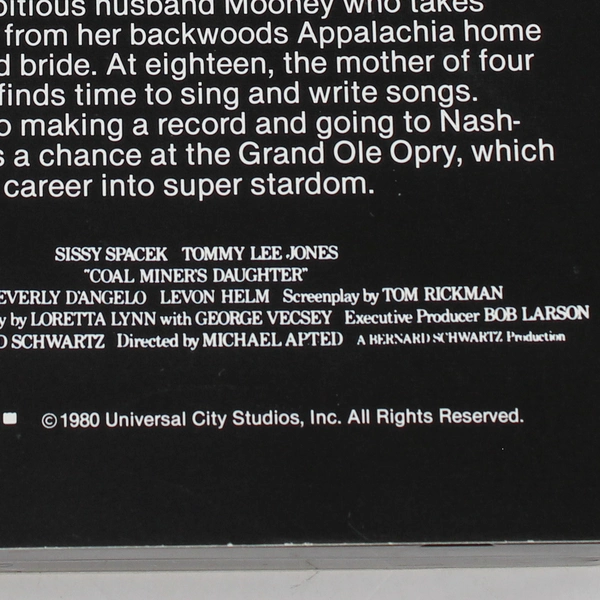 bitious husband Mooney who takes
from her backwoods Appalachia home
d bride. At eighteen, the mother of four
finds time to sing and write songs.
o making a record and going to Nash-
s a chance at the Grand Ole Opry, which
career into super stardom.
SISSY SPACEK TOMMY LEE JONES
"COAL MINER'S DAUGHTER"
EVERLY D'ANGELO LEVON HELM Screenplay by TOM RICKMAN
y by LORETTA LYNN with GEORGE VECSEY Executive Producer BOB LARSON
D SCHWARTZ Directed by MICHAEL APTED A BERNARD SCHWARTZ Production
©1980 Universal City Studios, Inc. All Rights Reserved.